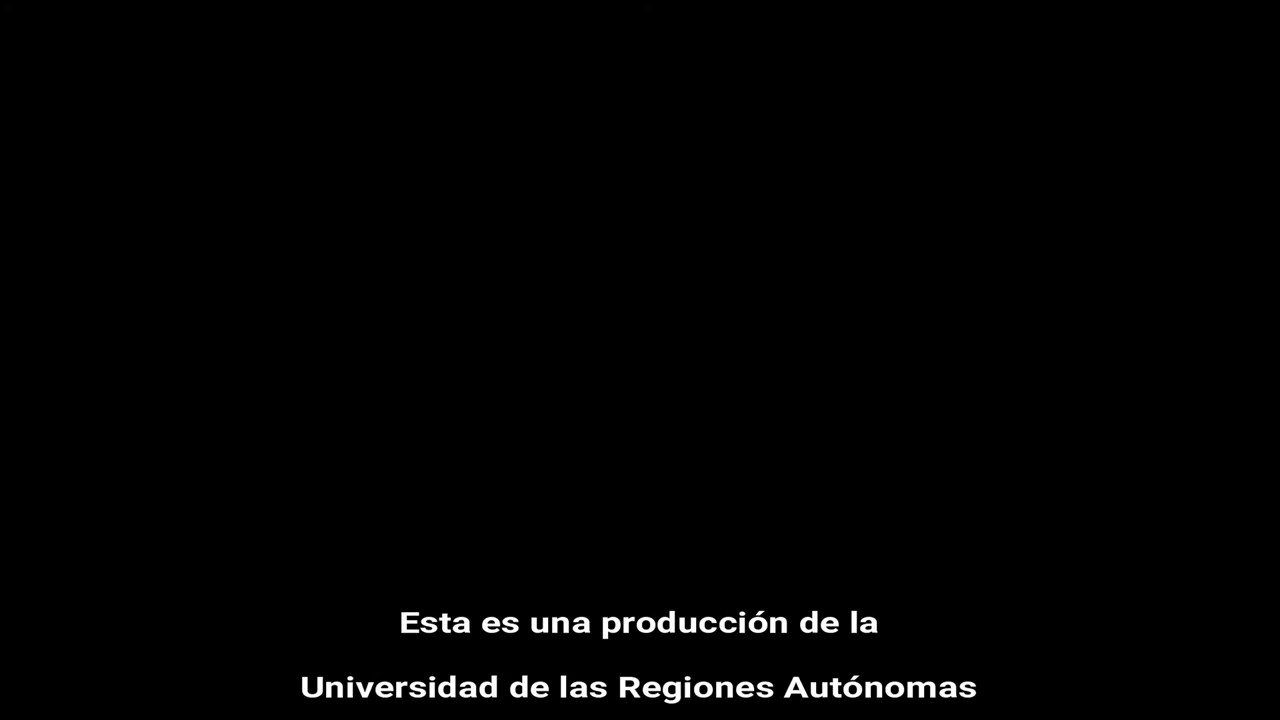 Esta es una producción de la
Universidad de las Regiones Autónomas